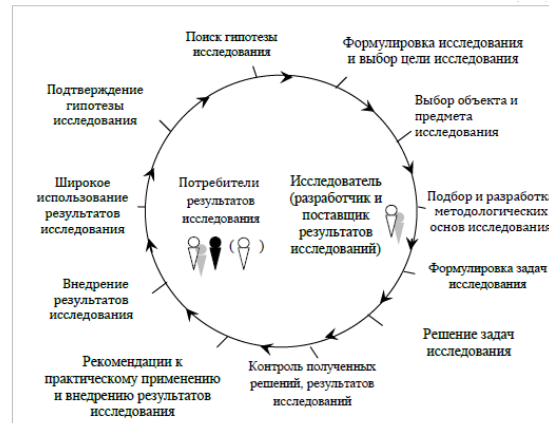 Поиск гипотезы
исследования
Формулировка исследования
и выбор цели исследования
Выбор объекта и
предмета
исследования
Подбор и разработка
методологических
основ исследования
Формулировка задач
исследования
Решение задач
исследования
Контроль полученных
решений, результатов
исследований
Рекомендации к
практическому применению
и внедрению результатов
исследования
Внедрение
результатов
исследования
Широкое
использование
результатов
исследования
Подтверждение
гипотезы
исследования
Потребители
результатов
исследования
( )
Исследователь
(разработчик и
поставщик
результатов
исследований)